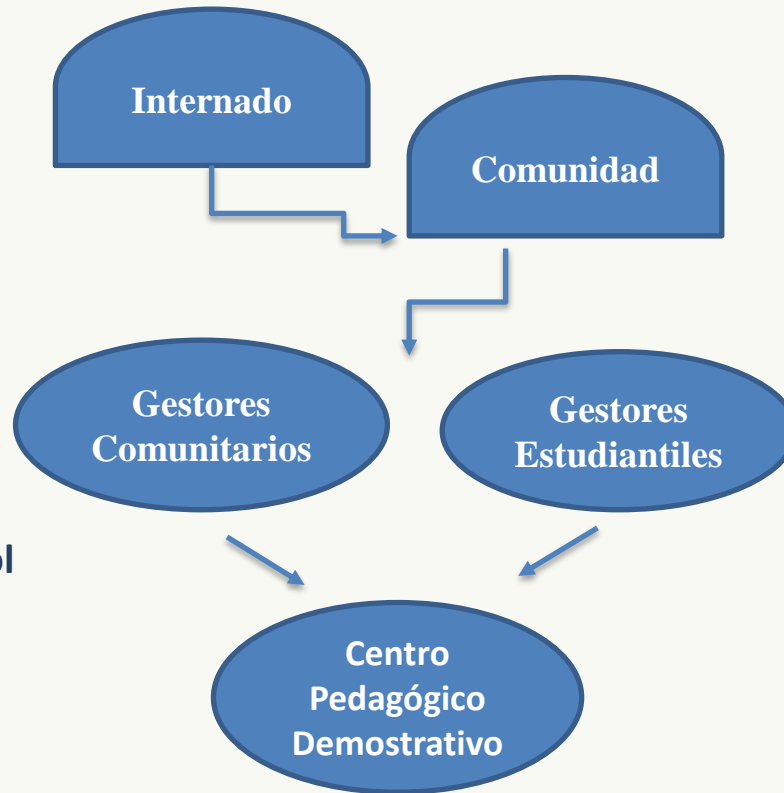 Internado
Comunidad
Gestores
Comunitarios
Gestores
Estudiantiles
Centro
Pedagógico
Demostrativo